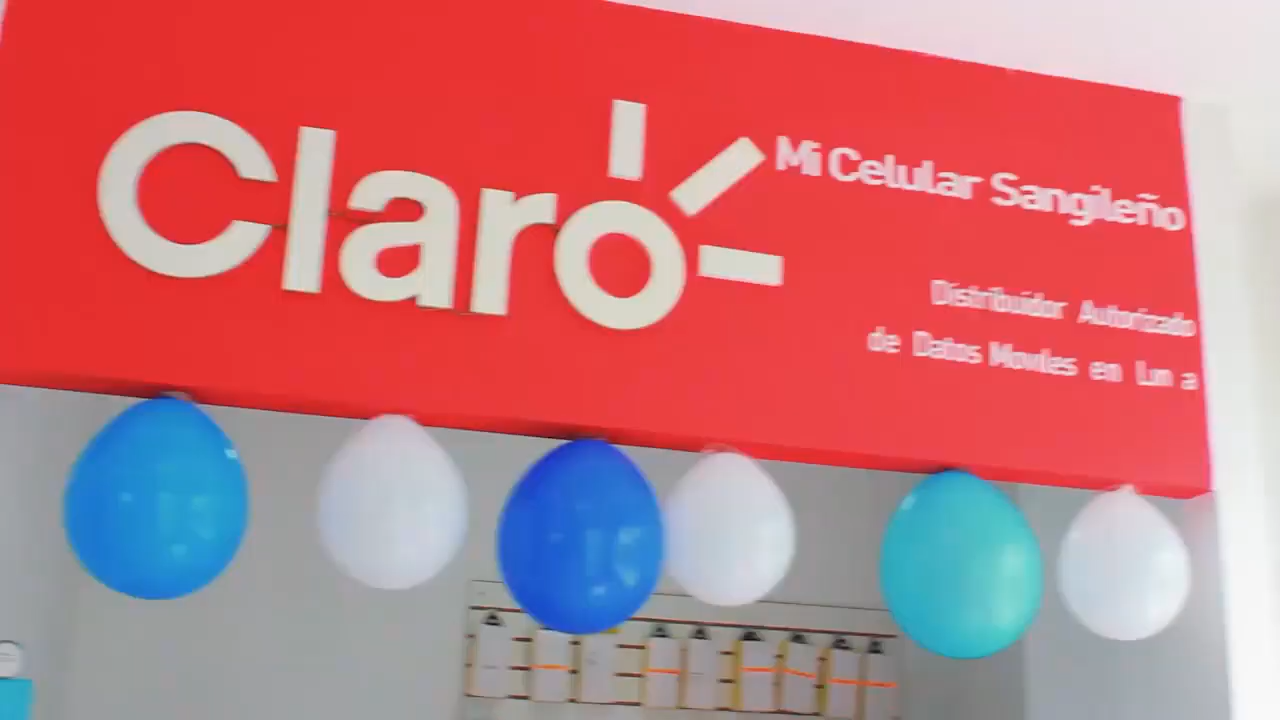 Claro
Mi Celular Sangileño
Distribuidor Autorizado
de Datos Moviles en a